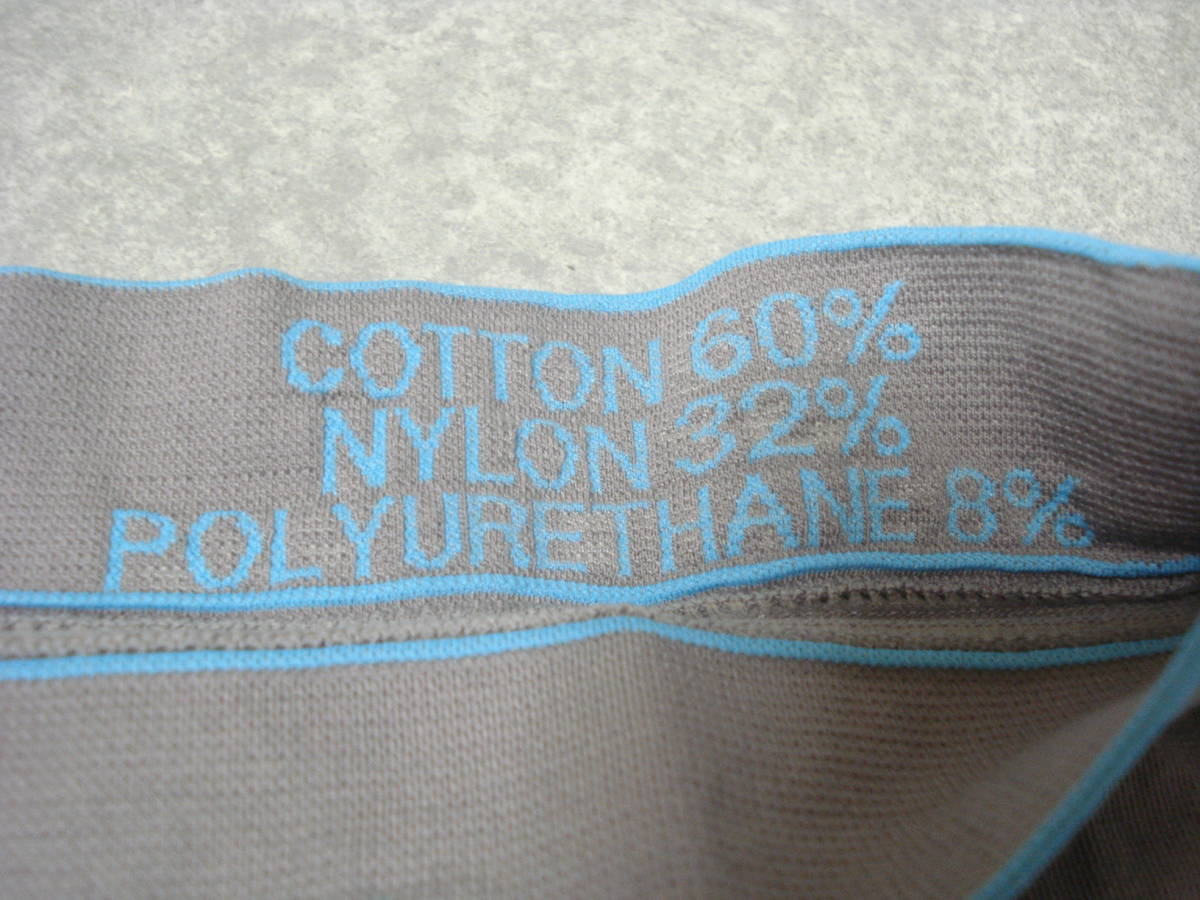 COTTON 60%
NYLON 32%
POLYURETHANE 8%